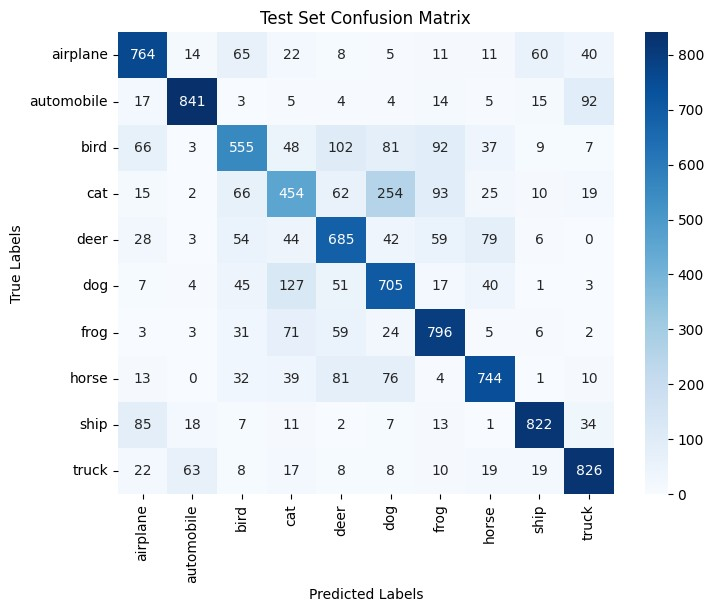 Test Set Confusion Matrix
True Labels
airplane 764 14 65 22 8 5 11 11 60 40
automobile 17 841 3 5 4 4 14 5 15 92
bird 66 3 555 48 102 81 92 37 9 7
cat 15 2 66 454 62 254 93 25 10 19
deer 28 3 54 44 685 42 59 79 6 0
dog 7 4 45 127 51 705 17 40 1 3
frog 3 3 31 71 59 24 796 5 6 2
horse 13 0 32 39 81 76 4 744 1 10
ship 85 18 7 11 2 7 13 1 822 34
truck 22 63 8 17 8 8 10 19 19 826
airplane automobile bird cat deer dog frog horse ship truck
Predicted Labels
800
700
600
500
400
300
200
100
0